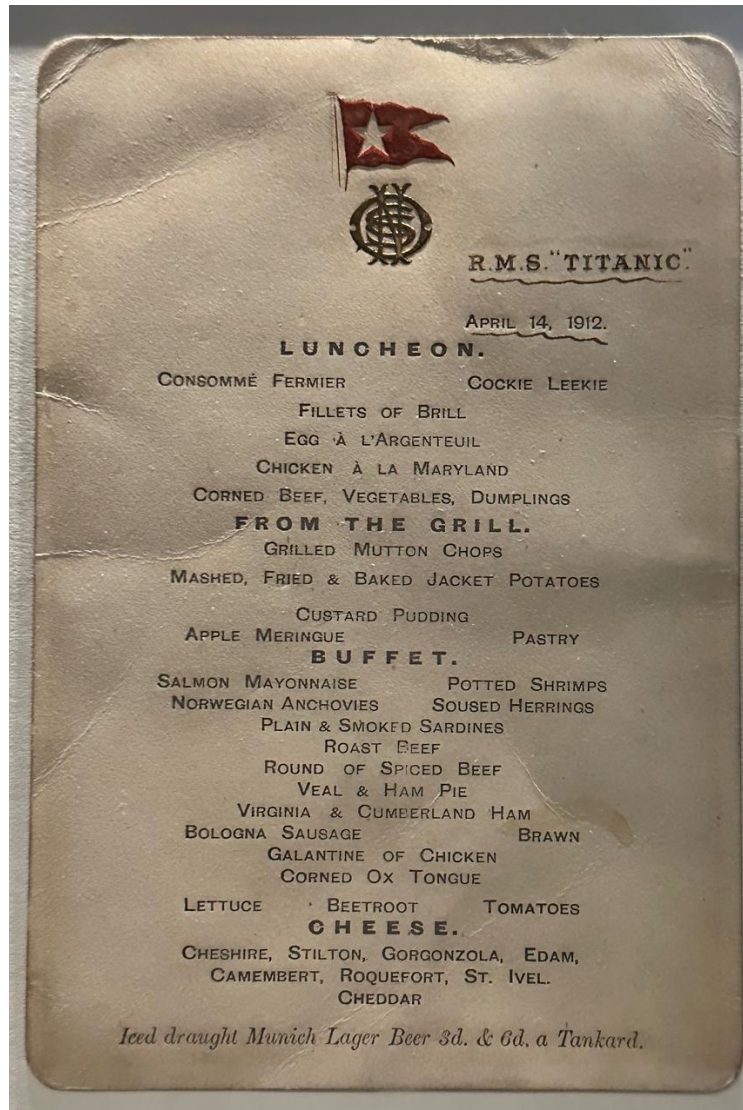 R.M.S. "TITANIC".
APRIL 14, 1912.
LUNCHEON.
CONSOMMÉ FERMIER COCKIE LEEKIE
FILLETS OF BRILL
EGG À L'ARGENTEUIL
CHICKEN À LA MARYLAND
CORNED BEEF, VEGETABLES, DUMPLINGS
FROM THE GRILL.
GRILLED MUTTON CHOPS
MASHED, FRIED & BAKED JACKET POTATOES
CUSTARD PUDDING
APPLE MERINGUE PASTRY
BUFFET.
SALMON MAYONNAISE POTTED SHRIMPS
NORWEGIAN ANCHOVIES SOUSED HERRINGS
PLAIN & SMOKED SARDINES
ROAST BEEF
ROUND OF SPICED BEEF
VEAL & HAM PIE
VIRGINIA & CUMBERLAND HAM
BOLOGNA SAUSAGE BRAWN
GALANTINE OF CHICKEN
CORNED OX TONGUE
LETTUCE BEETROOT TOMATOES
CHEESE.
CHESHIRE, STILTON, GORGONZOLA, EDAM,
CAMEMBERT, ROQUEFORT, ST. IVEL.
CHEDDAR
Iced draught Munich Lager Beer 3d. & 6d. a Tankard.